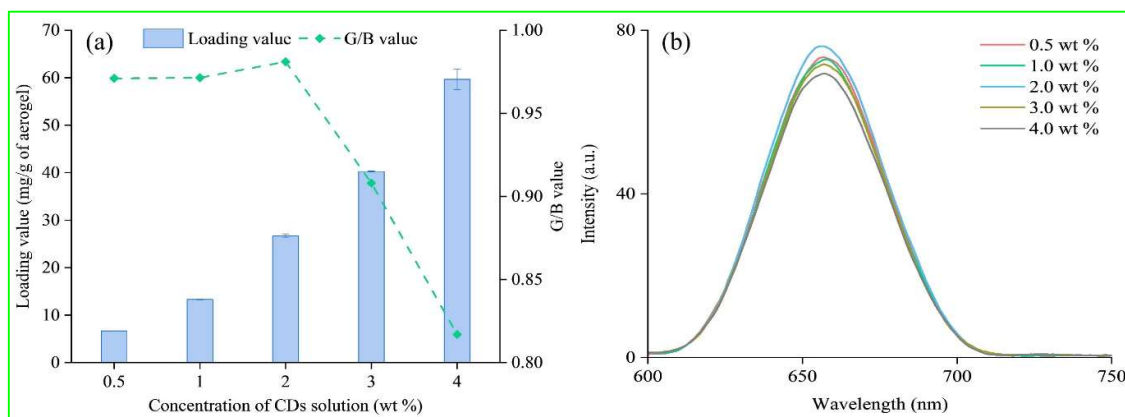 (a)
Loading value
G/B value
Loading value (mg/g of aerogel)
70
60
50
40
30
20
10
0
1.00
0.95
0.90
0.85
0.80
G/B value
0.5 1 2 3 4
Concentration of CDs solution (wt %)
(b)
0.5 wt %
1.0 wt %
2.0 wt %
3.0 wt %
4.0 wt %
Intensity (a.u.)
80
40
0
600 650 700 750
Wavelength (nm)